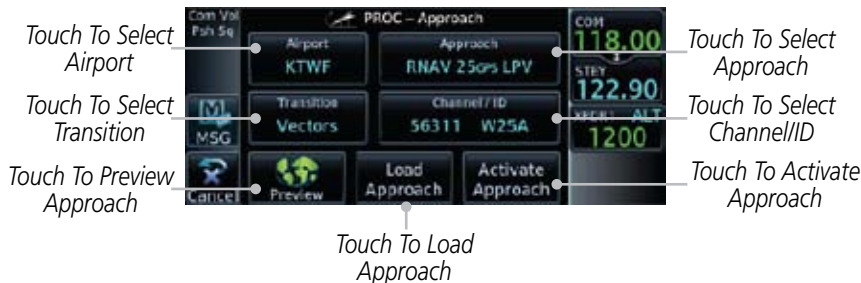 Com Vol
Psh Sq
PROC – Approach
COM
118.00
STBY
122.90
XPDR1 ALT
1200
Airport
KTWF
Approach
RNAV 25GPS LPV
Transition
Vectors
Channel / ID
56311 W25A
MSG
Cancel
Preview
Load
Approach
Activate
Approach
Touch To Select
Airport
Touch To Select
Approach
Touch To Select
Transition
Touch To Select
Channel/ID
Touch To Preview
Approach
Touch To Activate
Approach
Touch To Load
Approach